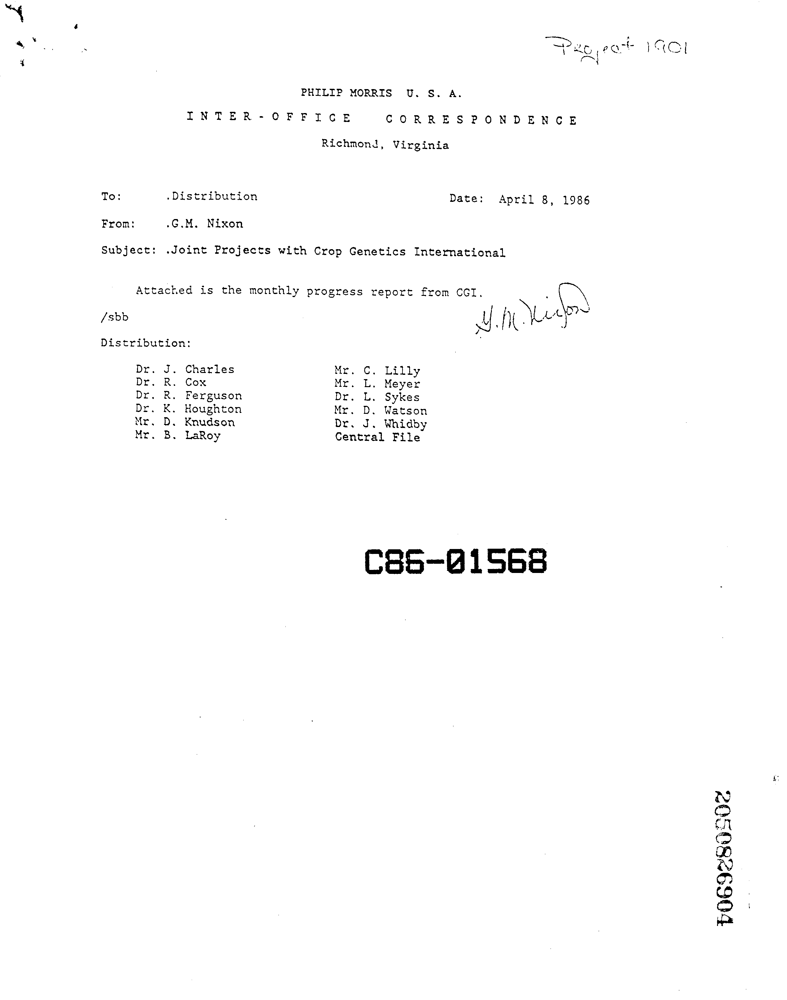 Project 1901
PHILIP MORRIS U. S. A.
INTER-OFFICE CORRESPONDENCE
Richmond, Virginia
To: .Distribution Date: April 8, 1986
From: .G.M. Nixon
Subject: .Joint Projects with Crop Genetics International
Attached is the monthly progress report from CGI.
G.M. Nixon
/sbb
Distribution:
Dr. J. Charles Mr. C. Lilly
Dr. R. Cox Mr. L. Meyer
Dr. R. Ferguson Dr. L. Sykes
Dr. K. Houghton Mr. D. Watson
Mr. D. Knudson Dr. J. Whidby
Mr. B. LaRoy Central File
C86-01568
2050826904